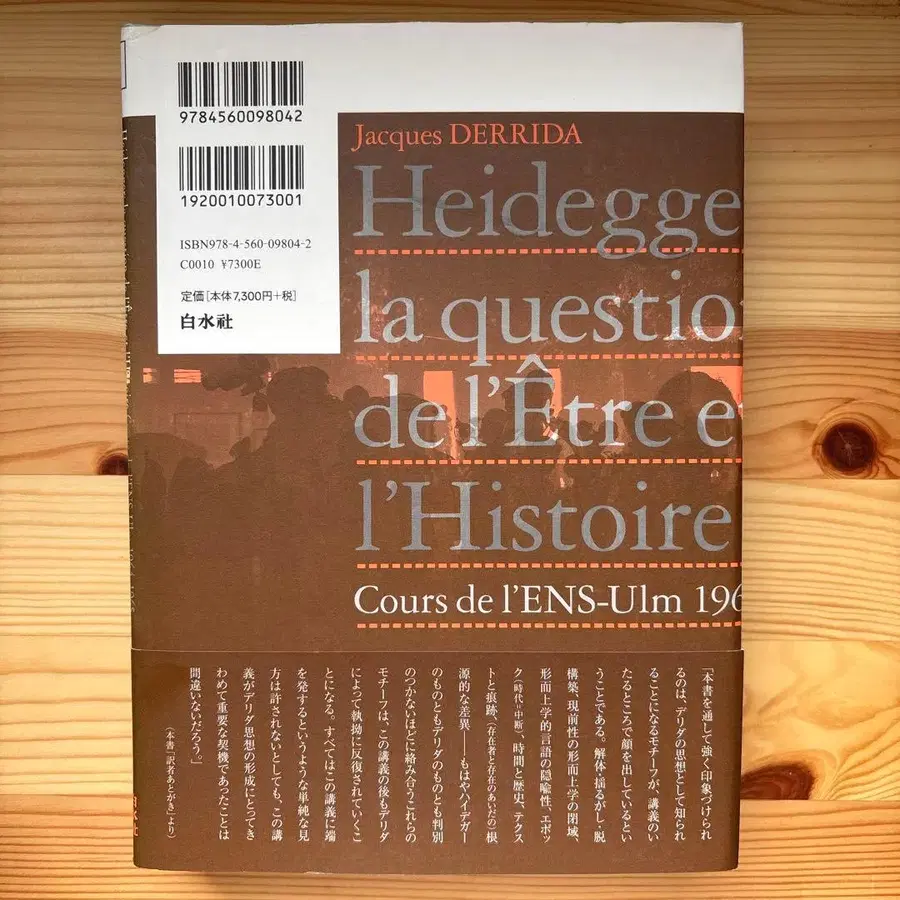 9784560098042
1920010073001
ISBN978-4-560-09804-2
C0010 ¥7300E
定価[本体7,300円+税]
白水社
Jacques DERRIDA
Heidegge
la questio
de l'Être e
l'Histoire
Cours de l'ENS-Ulm 196
「本書を通して強く印象づけられ
るのは、デリダの思想として知られ
ることになるモチーフが、講義のい
たるところで顔を出しているとい
うことである。解体・揺るがし・脱
構築、現前性の形而上学の閉域、
形而上学的言語の隠喩性、エポッ
ク(時代=中断)、時間と歴史、テクス
トと痕跡、(存在者と存在のあいだの)根
源的な差異――もはやハイデガー
のものともデリダのものとも判別
のつかないほどに絡み合うこれらの
モチーフは、この講義の後もデリダ
によって執拗に反復されていくこ
とになる。すべてはこの講義に端
を発するというような単純な見
方は許されないとしても、この講
義がデリダ思想の形成にとってき
わめて重要な契機であったことは
間違いないだろう。」
(本書「訳者あとがき」より)